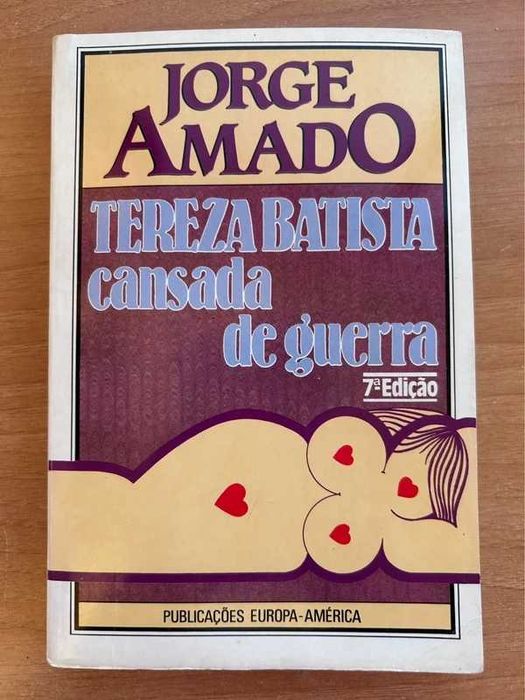 JORGE
AMADO
TEREZA BATISTA
cansada
de guerra
7ª Edição
PUBLICAÇÕES EUROPA-AMÉRICA